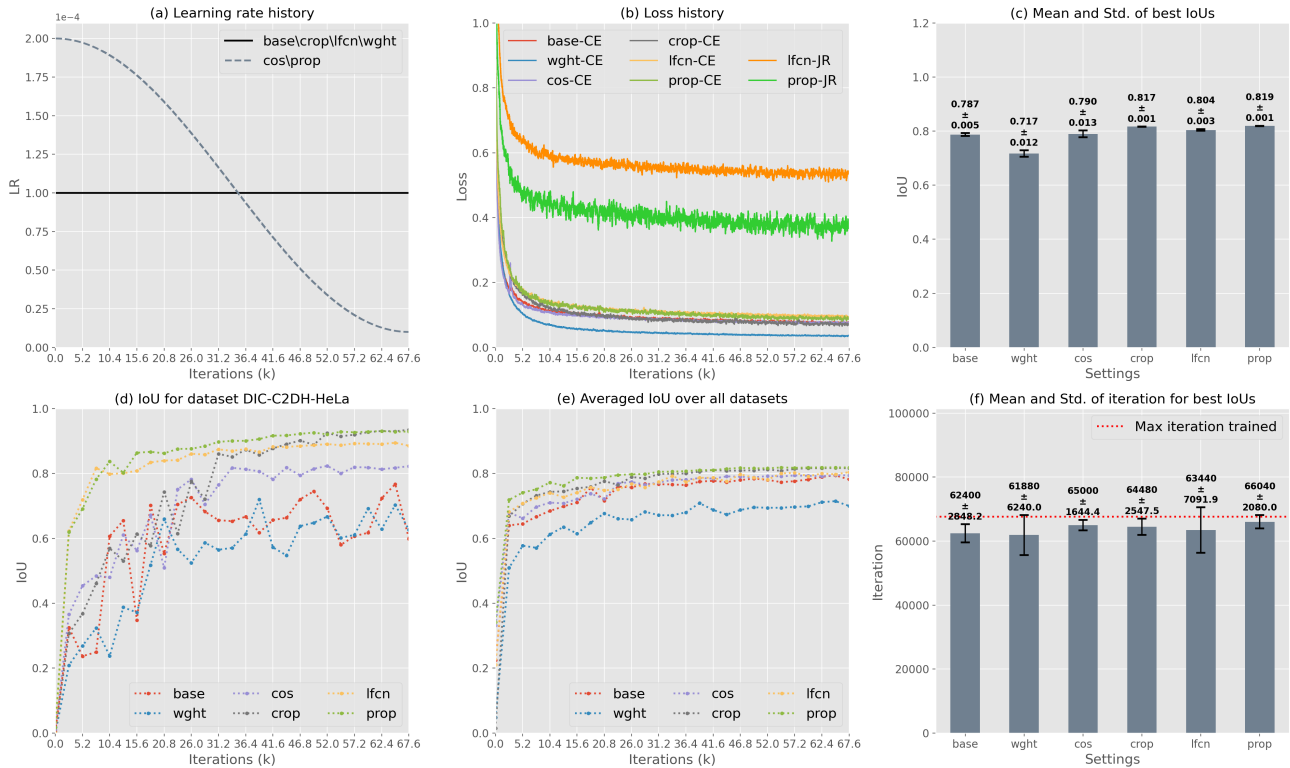 (a) Learning rate history
1e−4
2.00
1.75
1.50
1.25
1.00
0.75
0.50
0.25
0.00
LR
base\crop\lfcn\wght
cos\prop
0.0 5.2 10.4 15.6 20.8 26.0 31.2 36.4 41.6 46.8 52.0 57.2 62.4 67.6
Iterations (k)
(b) Loss history
1.0
0.8
0.6
0.4
0.2
0.0
Loss
base-CE crop-CE
wght-CE lfcn-CE lfcn-JR
cos-CE prop-CE prop-JR
0.0 5.2 10.4 15.6 20.8 26.0 31.2 36.4 41.6 46.8 52.0 57.2 62.4 67.6
Iterations (k)
(c) Mean and Std. of best IoUs
1.2
1.0
0.8
0.6
0.4
0.2
0.0
IoU
0.787
±
0.005
0.717
±
0.012
0.790
±
0.013
0.817
±
0.001
0.804
±
0.003
0.819
±
0.001
base wght cos crop lfcn prop
Settings
(d) IoU for dataset DIC-C2DH-HeLa
1.0
0.8
0.6
0.4
0.2
0.0
IoU
base cos lfcn
wght crop prop
0.0 5.2 10.4 15.6 20.8 26.0 31.2 36.4 41.6 46.8 52.0 57.2 62.4 67.6
Iterations (k)
(e) Averaged IoU over all datasets
1.0
0.8
0.6
0.4
0.2
0.0
IoU
base cos lfcn
wght crop prop
0.0 5.2 10.4 15.6 20.8 26.0 31.2 36.4 41.6 46.8 52.0 57.2 62.4 67.6
Iterations (k)
(f) Mean and Std. of iteration for best IoUs
100000
80000
60000
40000
20000
0
Iteration
Max iteration trained
62400
±
2848.2
61880
±
6240.0
65000
±
1644.4
64480
±
2547.5
63440
±
7091.9
66040
±
2080.0
base wght cos crop lfcn prop
Settings